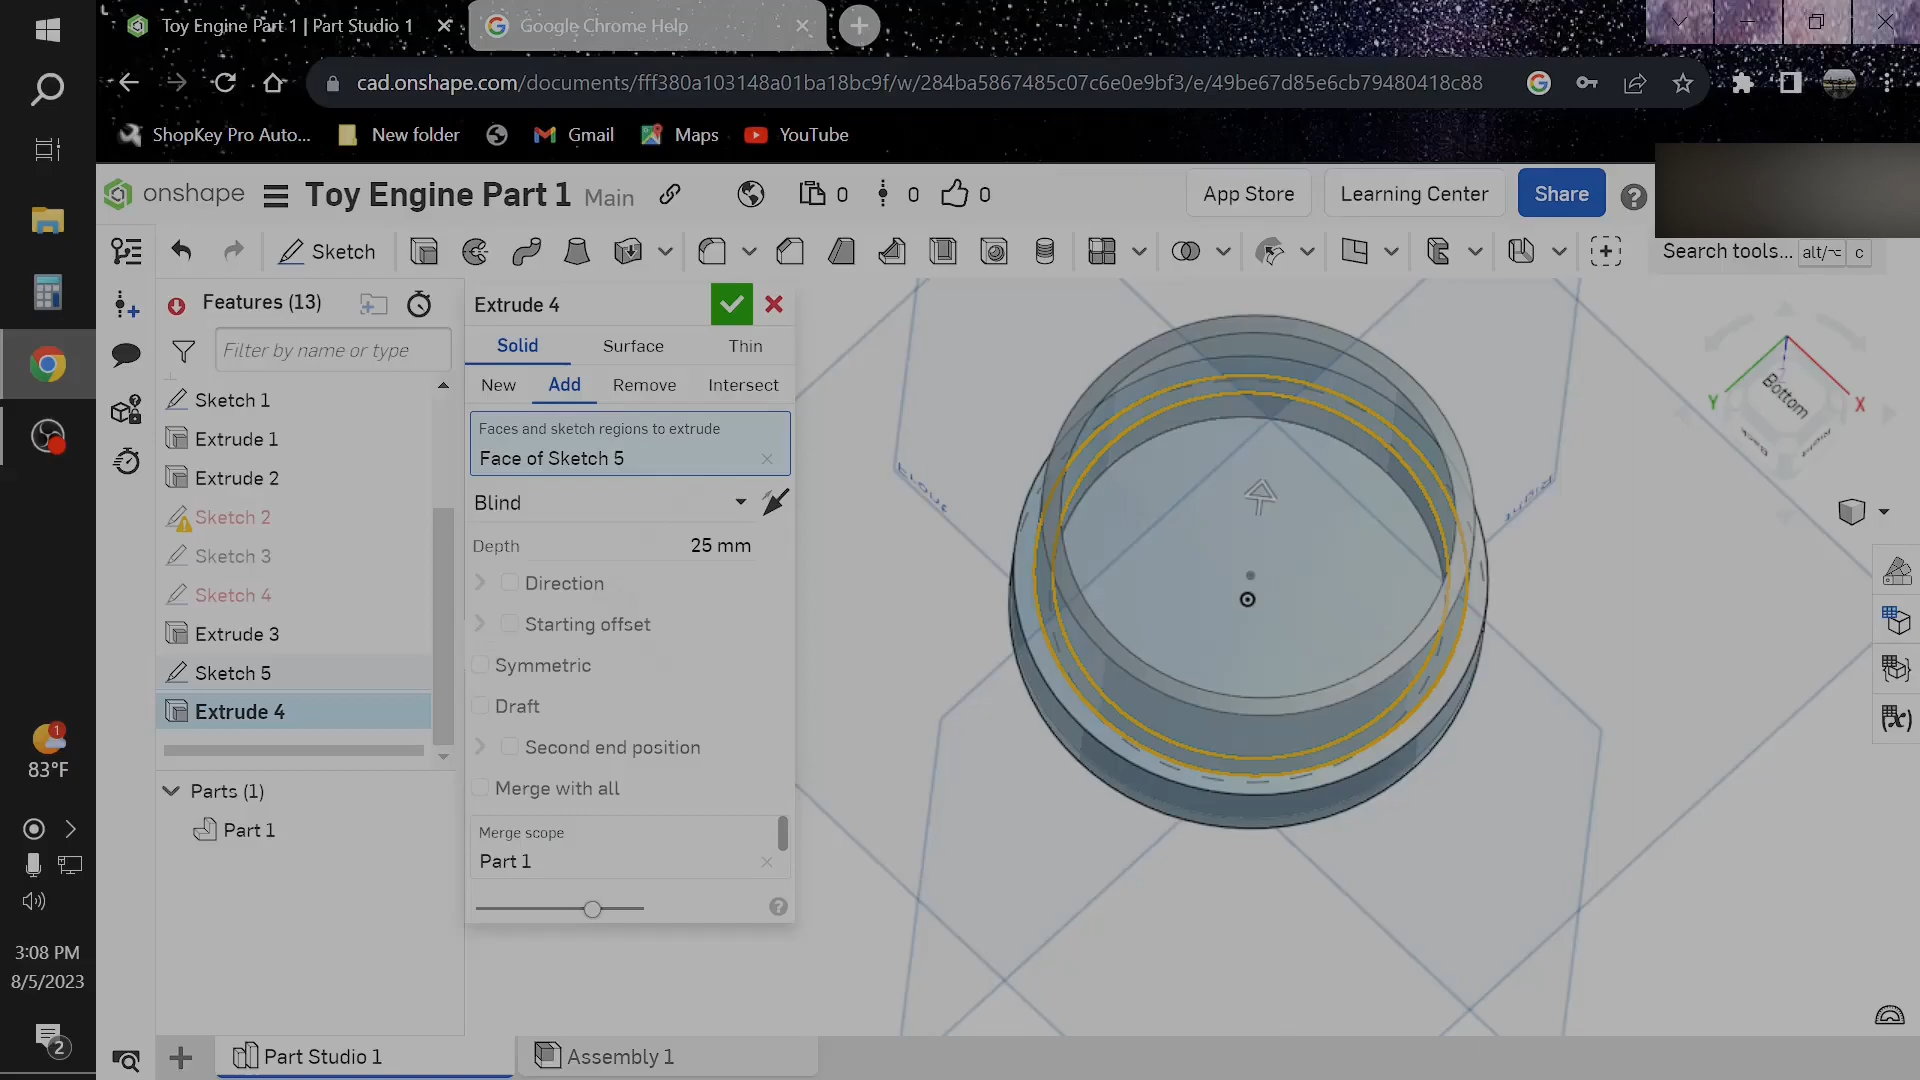 Toy Engine Part 1 | Part Studio 1
Google Chrome Help
cad.onshape.com/documents/fff380a103148a01ba18bc9f/w/284ba5867485c07c6e0e9bf3/e/49be67d85e6cb79480418c88
ShopKey Pro Auto...
New folder
Gmail
Maps
YouTube
onshape
Toy Engine Part 1
Main
0
0
0
App Store
Learning Center
Share
Sketch
Search tools...
alt/⌥
c
Features (13)
Filter by name or type
Sketch 1
Extrude 1
Extrude 2
Sketch 2
Sketch 3
Sketch 4
Extrude 3
Sketch 5
Extrude 4
Parts (1)
Part 1
Extrude 4
Solid
Surface
Thin
New
Add
Remove
Intersect
Faces and sketch regions to extrude
Face of Sketch 5
Blind
Depth
25 mm
Direction
Starting offset
Symmetric
Draft
Second end position
Merge with all
Merge scope
Part 1
Front
Right
Bottom
Y
X
1
83°F
3:08 PM
8/5/2023
2
Part Studio 1
Assembly 1